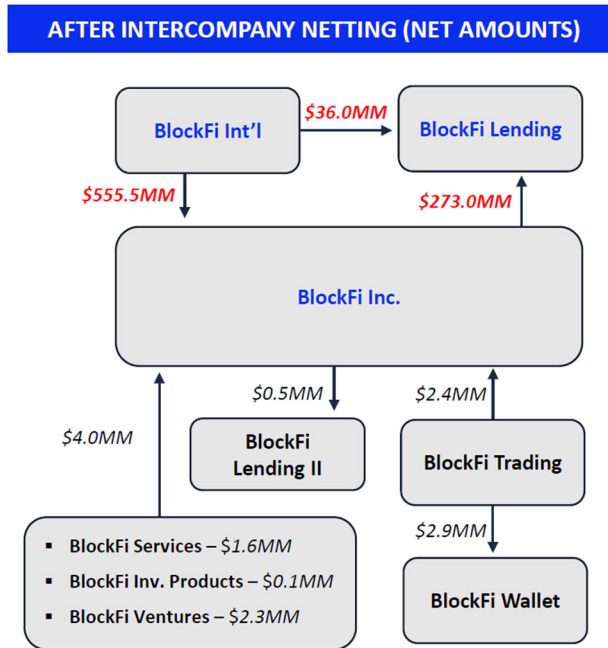 AFTER INTERCOMPANY NETTING (NET AMOUNTS)
BlockFi Int'l
$36.0MM
BlockFi Lending
$555.5MM
$273.0MM
BlockFi Inc.
$0.5MM
$2.4MM
$4.0MM
BlockFi
Lending II
BlockFi Trading
$2.9MM
▪ BlockFi Services – $1.6MM
▪ BlockFi Inv. Products – $0.1MM
▪ BlockFi Ventures – $2.3MM
BlockFi Wallet